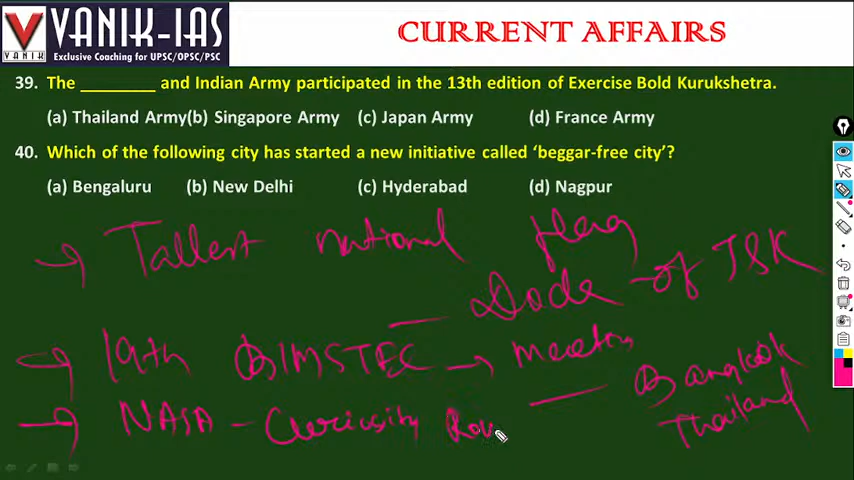 VANIK-IAS
Exclusive Coaching for UPSC/OPSC/PSC
VANIK
CURRENT AFFAIRS
39. The ________ and Indian Army participated in the 13th edition of Exercise Bold Kurukshetra.
(a) Thailand Army(b) Singapore Army (c) Japan Army (d) France Army
40. Which of the following city has started a new initiative called ‘beggar-free city’?
(a) Bengaluru (b) New Delhi (c) Hyderabad (d) Nagpur
→ Tallest national flag
— Doda of J&K
→ 19th BIMSTEC → Meeting
— Bangkok
Thailand
→ NASA - Curiosity Rov